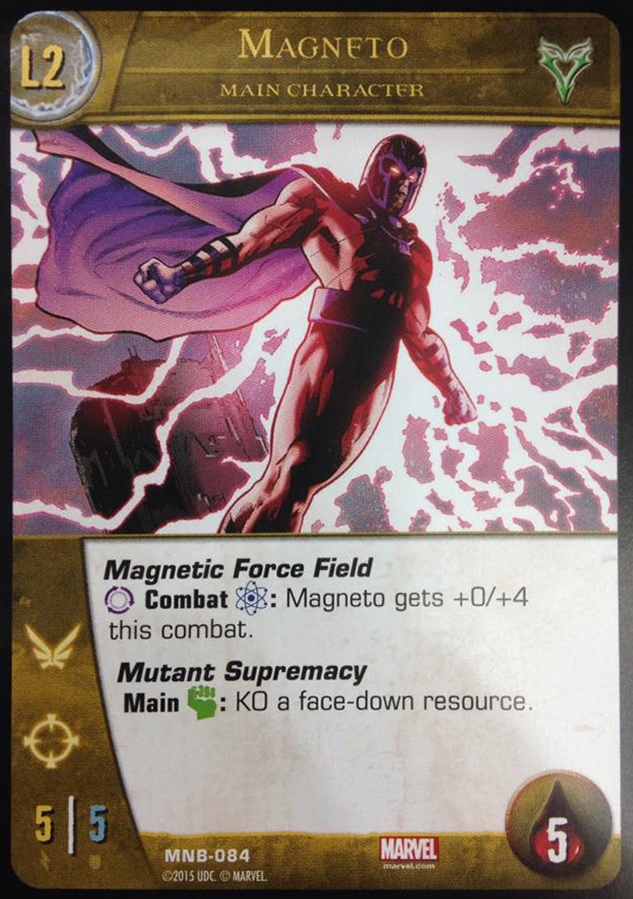 L2
MAGNETO
MAIN CHARACTER
Magnetic Force Field
Combat : Magneto gets +0/+4
this combat.
Mutant Supremacy
Main : KO a face-down resource.
5 | 5
5
MNB-084
©2015 UDC. © MARVEL.
MARVEL
marvel.com